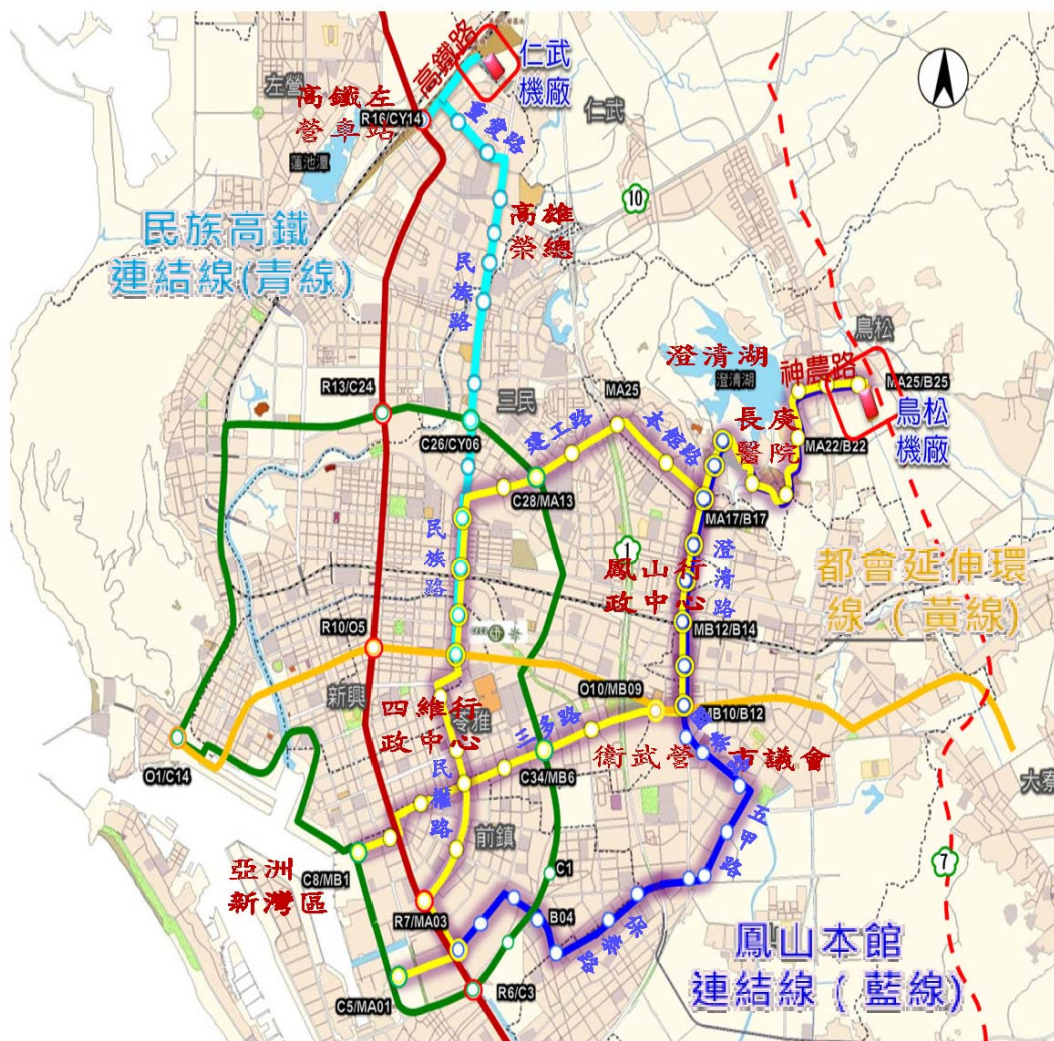 高鐵路
仁武
機廠
左營
高鐵左
營車站
R16/CY14
蓮池潭
重愛路
仁武
10
民族高鐵
連結線(青線)
高雄
榮總
民族路
鳥松
澄清湖
澄清湖
神農路
MA25/B25
鳥松
機廠
R13/C24
三民
MA25
C26/CY06
建工路
本館路
長庚
醫院
MA22/B22
C28/MA13
MA17/B17
民族路
1
澄清路
鳳山行
政中心
都會延伸環
線（黃線)
MB12/B14
R10/O5
O10/MB09
新興
四維行
政中心
苓雅
三多路
MB10/B12
衛武營
市議會
O1/C14
C34/MB6
民權路
大寮
五甲路
前鎮
7
亞洲
新灣區
C8/MB1
C1
R7/MA03
B04
保泰路
鳳山本館
連結線（藍線)
C5/MA01
R6/C3